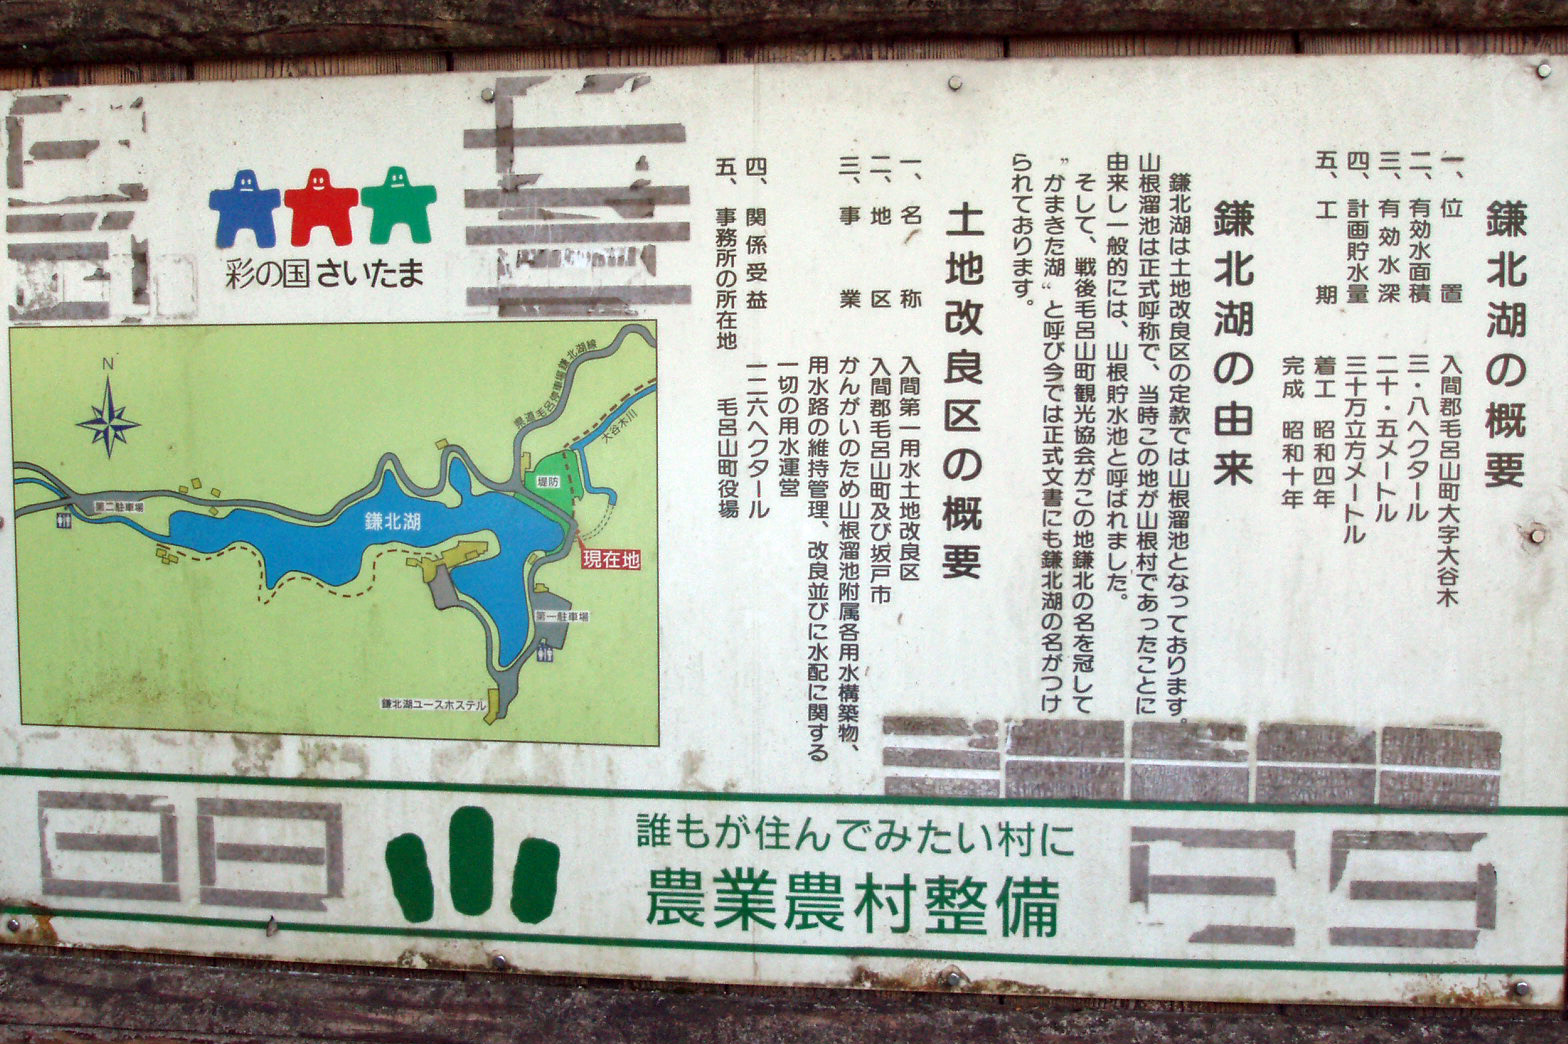 鎌北湖の概要
一、位　　　　置　入間郡毛呂山町大字大谷木
二、有効水面積　三・八ヘクタール
三、有効水深　二十・五メートル
四、計画貯水量　三十万立方メートル
五、工　　　　期　着工　昭和四年
完成　昭和十年
鎌北湖の由来
鎌北湖は土地改良区の定款では山根溜池となっております。
山根溜池は正式呼称で、当時この地が山根村であったことに
由来し、一般的には、山根貯水池と呼ばれました。
そして、戦後毛呂山町観光協会がこの地鎌北の名を冠して
“かまきた湖”と呼び今では正式文書にも鎌北湖の名がつけ
られております。
土地改良区の概要
一、名　　　　称　入間第一用水土地改良区
二、地　　　　区　入間郡毛呂山町及び坂戸市
三、事　　　　業　かんがいのため山根溜池附属各用水構築物、
用水路の維持管理、改良並びに水配に関する
一切の用水運営
四、関係受益　二六八ヘクタール
五、事務所の所在地　毛呂山町役場
彩の国さいたま
N
県道毛呂停車場鎌北湖線
大谷木川
堤防
第二駐車場
鎌北湖
現在地
第一駐車場
鎌北湖ユースホステル
誰もが住んでみたい村に
農業農村整備